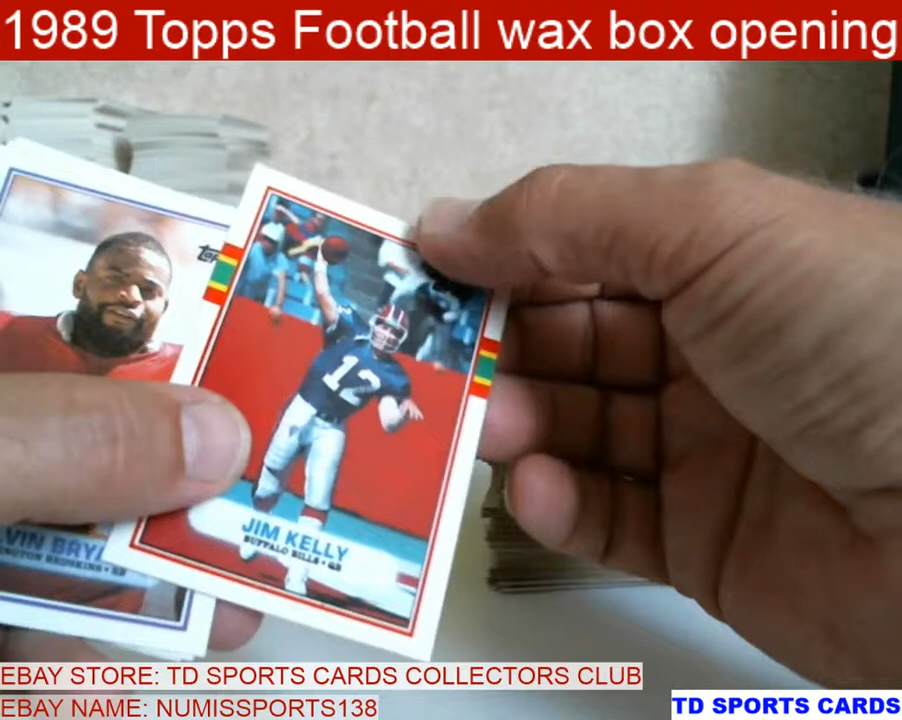 1989 Topps Football wax box opening
12
JIM KELLY
BUFFALO BILLS • QB
EBAY STORE: TD SPORTS CARDS COLLECTORS CLUB
EBAY NAME: NUMISSPORTS138
TD SPORTS CARDS